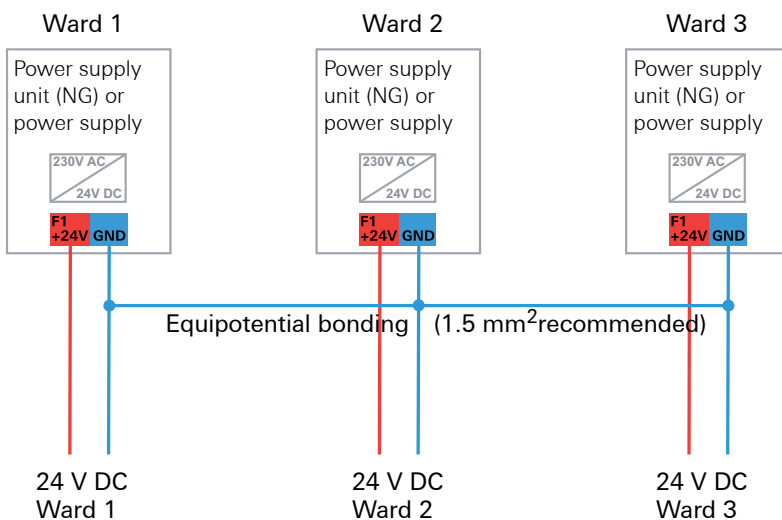 Ward 1
Power supply
unit (NG) or
power supply
230V AC
24V DC
F1
+24V GND
Ward 2
Power supply
unit (NG) or
power supply
230V AC
24V DC
F1
+24V GND
Ward 3
Power supply
unit (NG) or
power supply
230V AC
24V DC
F1
+24V GND
Equipotential bonding (1.5 mm²recommended)
24 V DC
Ward 1
24 V DC
Ward 2
24 V DC
Ward 3